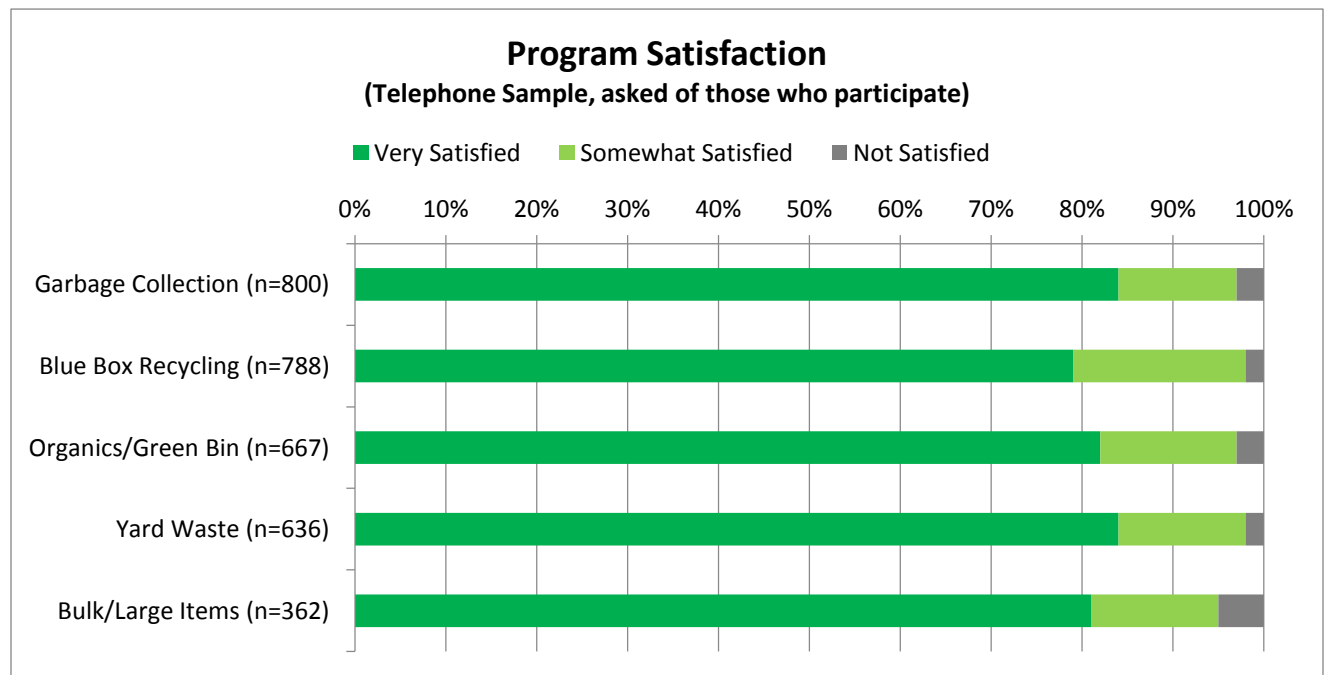 Program Satisfaction
(Telephone Sample, asked of those who participate)
Very Satisfied Somewhat Satisfied Not Satisfied
0% 10% 20% 30% 40% 50% 60% 70% 80% 90% 100%
Garbage Collection (n=800)
Blue Box Recycling (n=788)
Organics/Green Bin (n=667)
Yard Waste (n=636)
Bulk/Large Items (n=362)